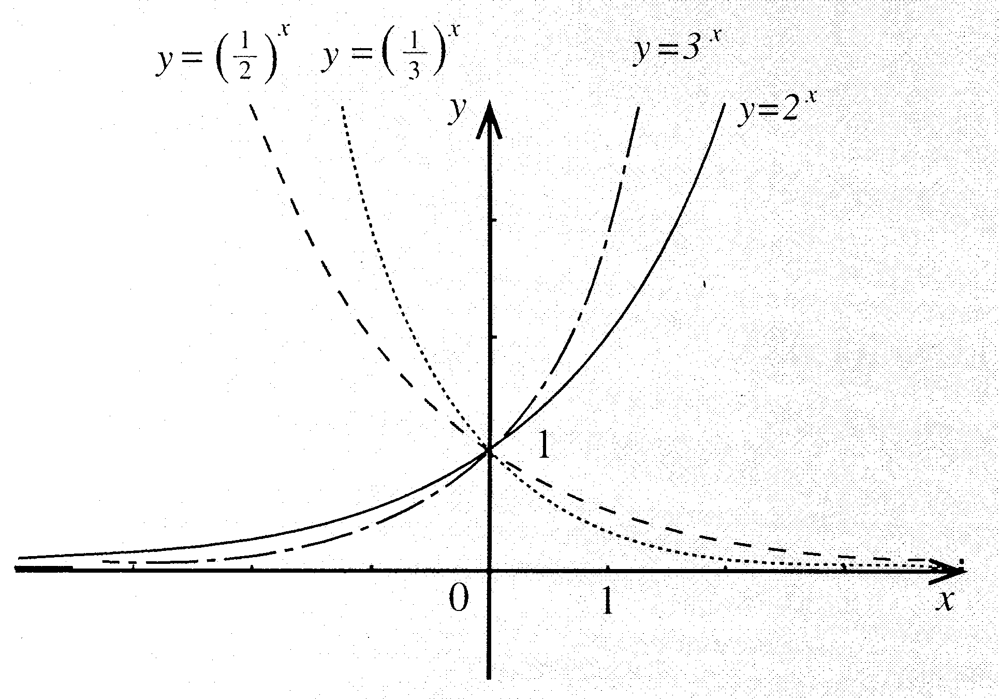 y = (1/2)^x
y = (1/3)^x
y = 3^x
y = 2^x
y
1
0
1
x